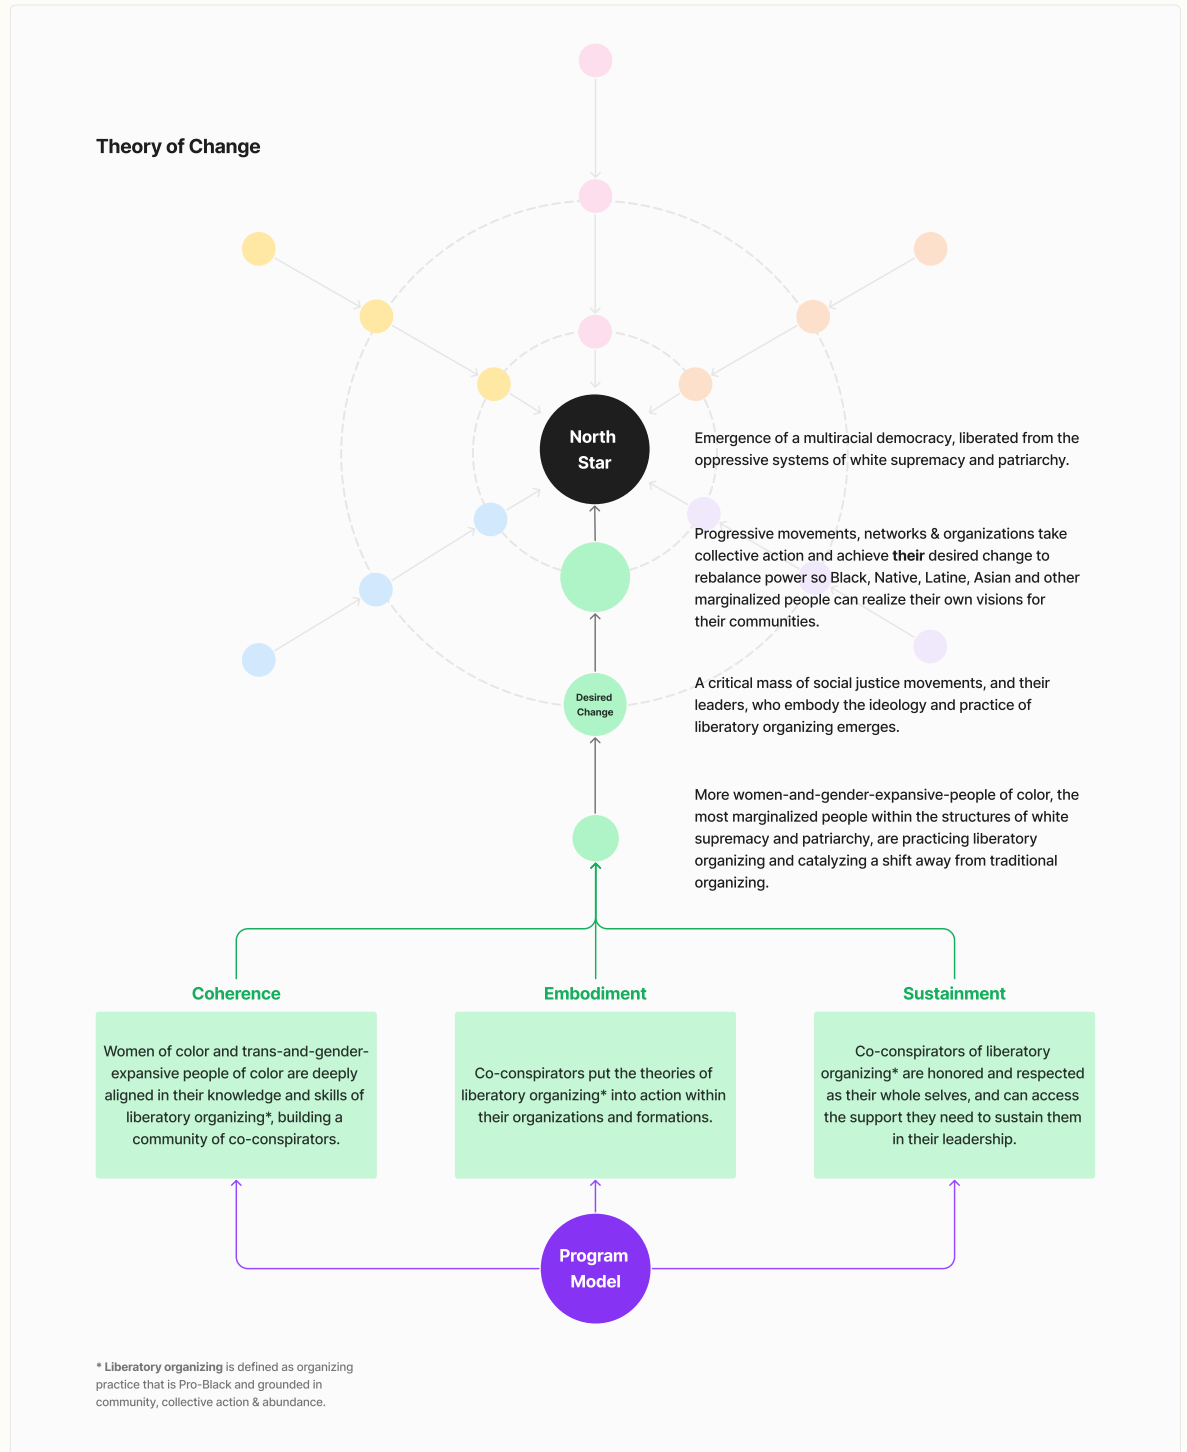 Theory of Change
North
Star
Emergence of a multiracial democracy, liberated from the
oppressive systems of white supremacy and patriarchy.
Progressive movements, networks & organizations take
collective action and achieve their desired change to
rebalance power so Black, Native, Latine, Asian and other
marginalized people can realize their own visions for
their communities.
Desired
Change
A critical mass of social justice movements, and their
leaders, who embody the ideology and practice of
liberatory organizing emerges.
More women-and-gender-expansive-people of color, the
most marginalized people within the structures of white
supremacy and patriarchy, are practicing liberatory
organizing and catalyzing a shift away from traditional
organizing.
Coherence
Women of color and trans-and-gender-
expansive people of color are deeply
aligned in their knowledge and skills of
liberatory organizing*, building a
community of co-conspirators.
Embodiment
Co-conspirators put the theories of
liberatory organizing* into action within
their organizations and formations.
Sustainment
Co-conspirators of liberatory
organizing* are honored and respected
as their whole selves, and can access
the support they need to sustain them
in their leadership.
Program
Model
* Liberatory organizing is defined as organizing
practice that is Pro-Black and grounded in
community, collective action & abundance.